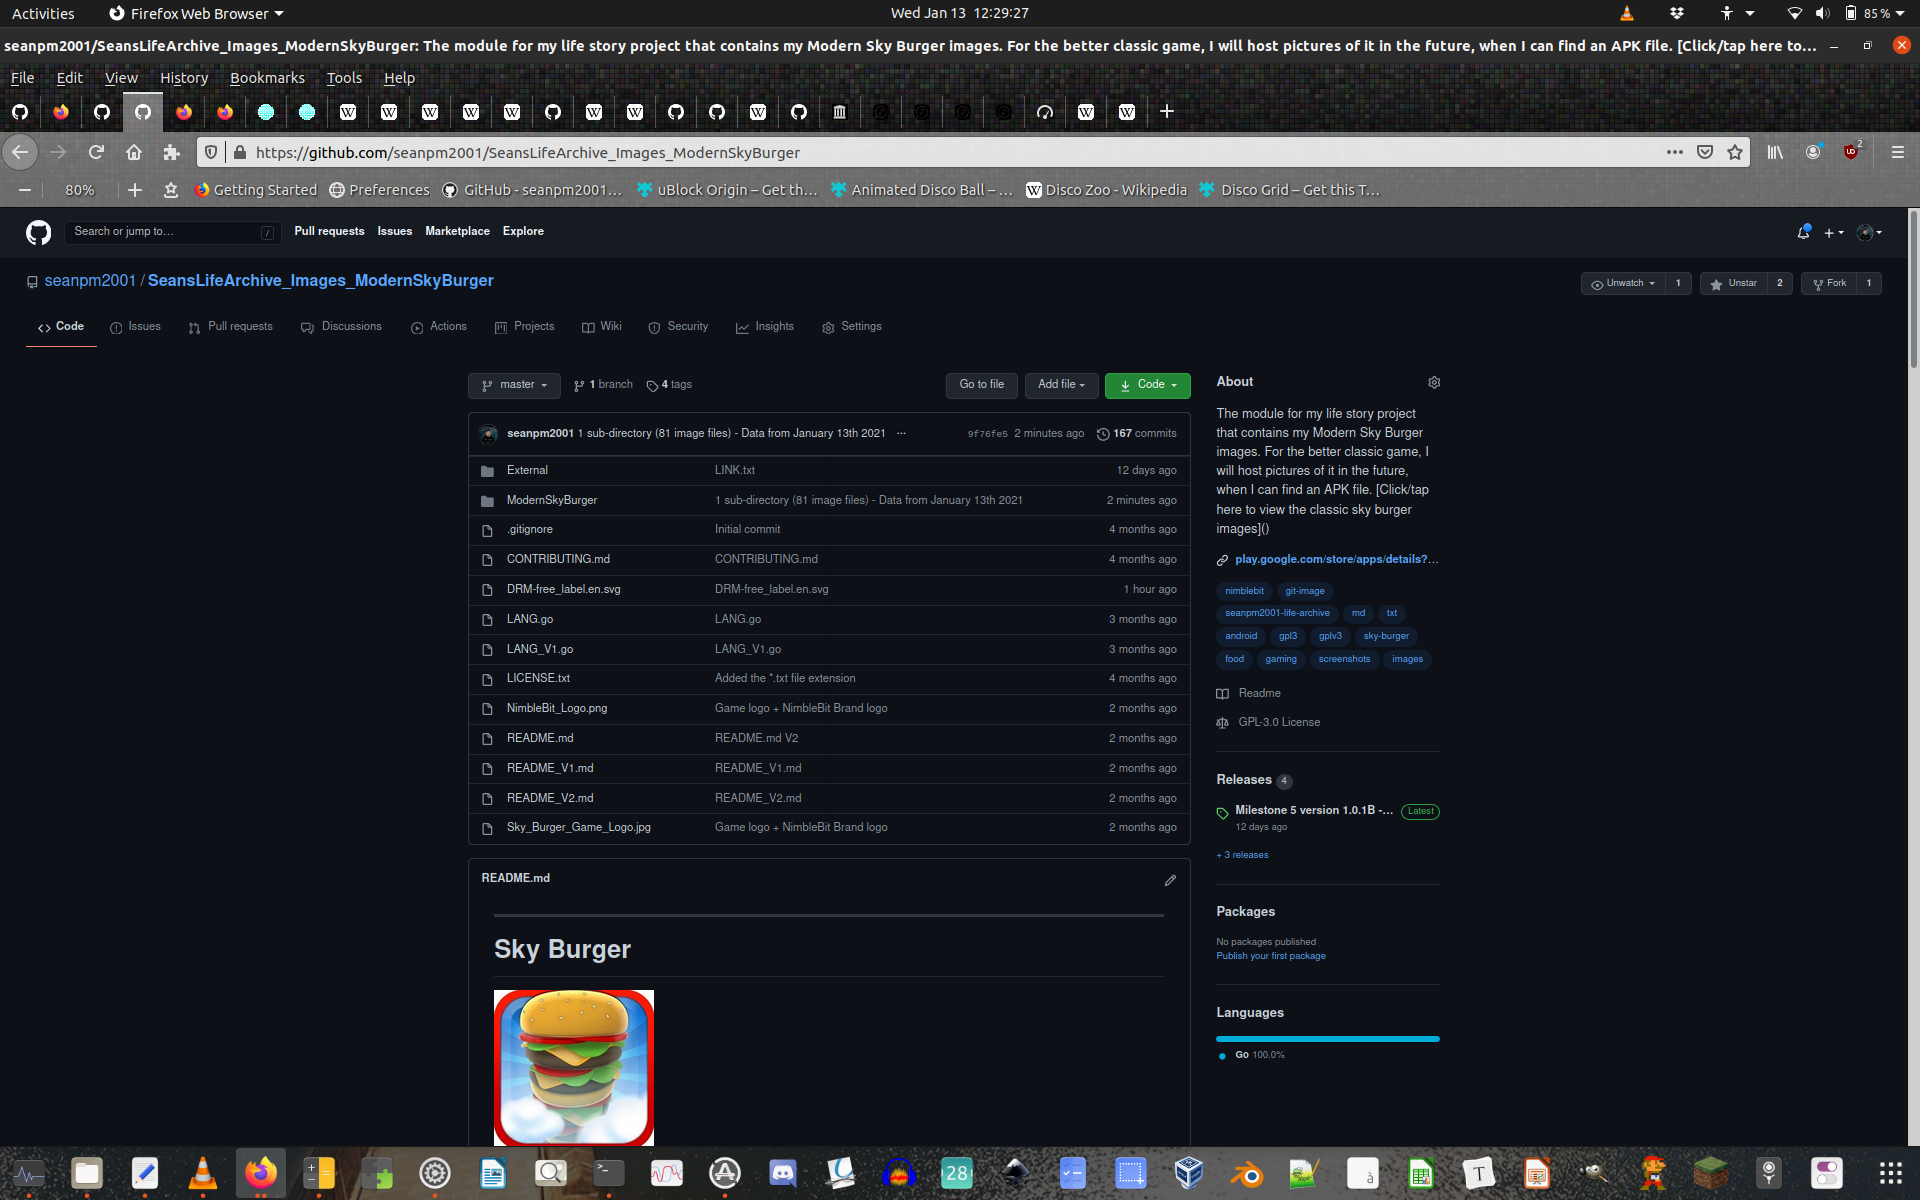 Activities Firefox Web Browser Wed Jan 13 12:29:27 85 %
seanpm2001/SeansLifeArchive_Images_ModernSkyBurger: The module for my life story project that contains my Modern Sky Burger images. For the better classic game, I will host pictures of it in the future, when I can find an APK file. [Click/tap here to...
File Edit View History Bookmarks Tools Help
https://github.com/seanpm2001/SeansLifeArchive_Images_ModernSkyBurger 2
80% Getting Started Preferences GitHub - seanpm2001... uBlock Origin – Get th... Animated Disco Ball – ... Disco Zoo - Wikipedia Disco Grid – Get this T...
Search or jump to... / Pull requests Issues Marketplace Explore
seanpm2001 / SeansLifeArchive_Images_ModernSkyBurger Unwatch 1 Unstar 2 Fork 1
Code Issues Pull requests Discussions Actions Projects Wiki Security Insights Settings
master 1 branch 4 tags Go to file Add file Code
seanpm2001 1 sub-directory (81 image files) - Data from January 13th 2021 ... 9f76fe5 2 minutes ago 167 commits
External LINK.txt 12 days ago
ModernSkyBurger 1 sub-directory (81 image files) - Data from January 13th 2021 2 minutes ago
.gitignore Initial commit 4 months ago
CONTRIBUTING.md CONTRIBUTING.md 4 months ago
DRM-free_label.en.svg DRM-free_label.en.svg 1 hour ago
LANG.go LANG.go 3 months ago
LANG_V1.go LANG_V1.go 3 months ago
LICENSE.txt Added the *.txt file extension 4 months ago
NimbleBit_Logo.png Game logo + NimbleBit Brand logo 2 months ago
README.md README.md V2 2 months ago
README_V1.md README_V1.md 2 months ago
README_V2.md README_V2.md 2 months ago
Sky_Burger_Game_Logo.jpg Game logo + NimbleBit Brand logo 2 months ago
README.md
Sky Burger
About
The module for my life story project
that contains my Modern Sky Burger
images. For the better classic game, I
will host pictures of it in the future,
when I can find an APK file. [Click/tap
here to view the classic sky burger
images]()
play.google.com/store/apps/details?...
nimblebit git-image
seanpm2001-life-archive md txt
android gpl3 gplv3 sky-burger
food gaming screenshots images
Readme
GPL-3.0 License
Releases 4
Milestone 5 version 1.0.1B -... Latest
12 days ago
+ 3 releases
Packages
No packages published
Publish your first package
Languages
Go 100.0%
28